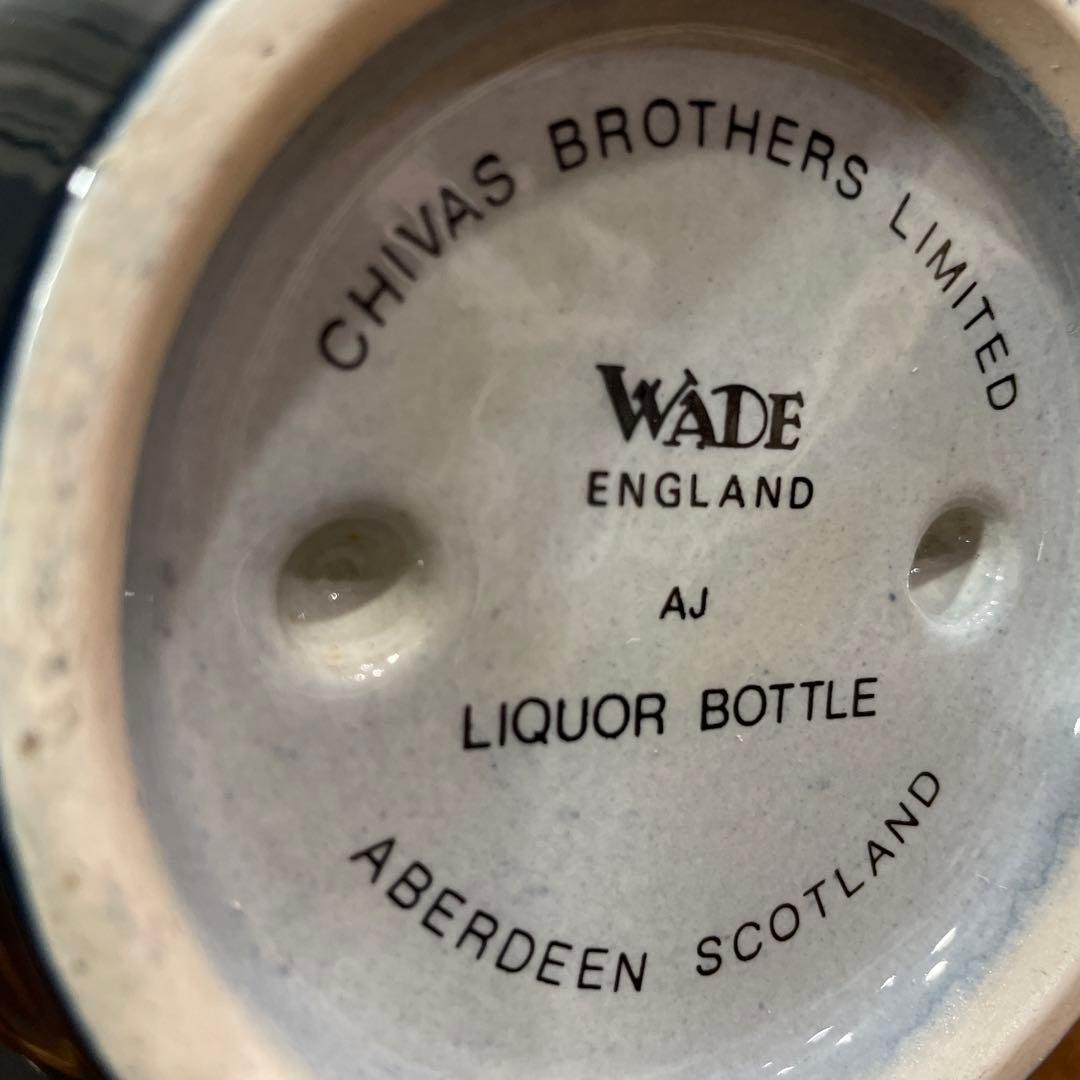 CHIVAS BROTHERS LIMITED
WADE
ENGLAND
AJ
LIQUOR BOTTLE
ABERDEEN SCOTLAND